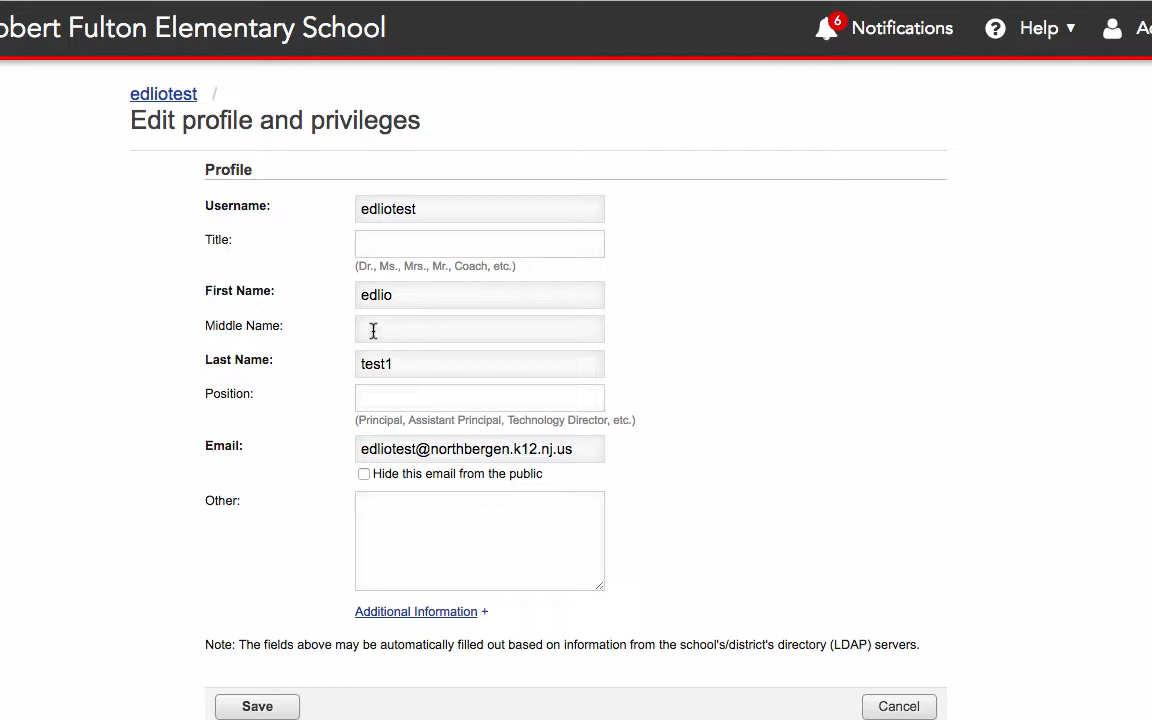 obert Fulton Elementary School
6 Notifications
Help ▼
edliotest /
Edit profile and privileges
Profile
Username: edliotest
Title:
(Dr., Ms., Mrs., Mr., Coach, etc.)
First Name: edlio
Middle Name:
Last Name: test1
Position:
(Principal, Assistant Principal, Technology Director, etc.)
Email: edliotest@northbergen.k12.nj.us
Hide this email from the public
Other:
Additional Information +
Note: The fields above may be automatically filled out based on information from the school's/district's directory (LDAP) servers.
Save Cancel